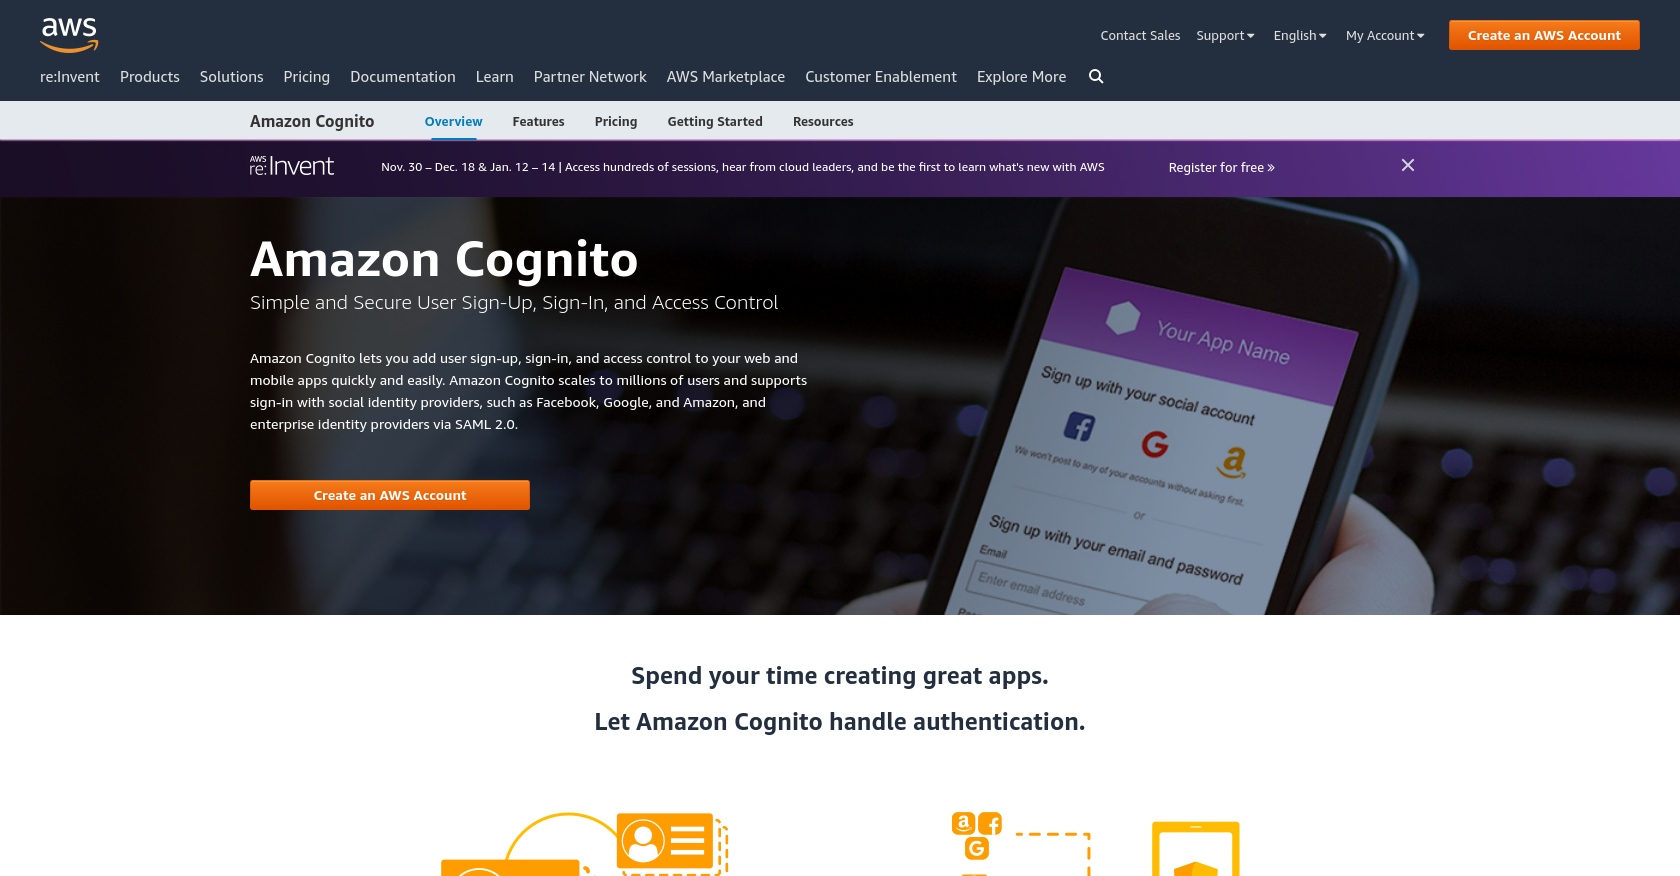 aws
Contact Sales Support English My Account Create an AWS Account
re:Invent Products Solutions Pricing Documentation Learn Partner Network AWS Marketplace Customer Enablement Explore More
Amazon Cognito Overview Features Pricing Getting Started Resources
AWS
re:Invent
Nov. 30 – Dec. 18 & Jan. 12 – 14 | Access hundreds of sessions, hear from cloud leaders, and be the first to learn what's new with AWS
Register for free »
Amazon Cognito
Simple and Secure User Sign-Up, Sign-In, and Access Control
Amazon Cognito lets you add user sign-up, sign-in, and access control to your web and
mobile apps quickly and easily. Amazon Cognito scales to millions of users and supports
sign-in with social identity providers, such as Facebook, Google, and Amazon, and
enterprise identity providers via SAML 2.0.
Create an AWS Account
Your App Name
Sign up with your social account
We won't post to any of your accounts without asking first.
or
Sign up with your email and password
Email
Enter email address
Spend your time creating great apps.
Let Amazon Cognito handle authentication.